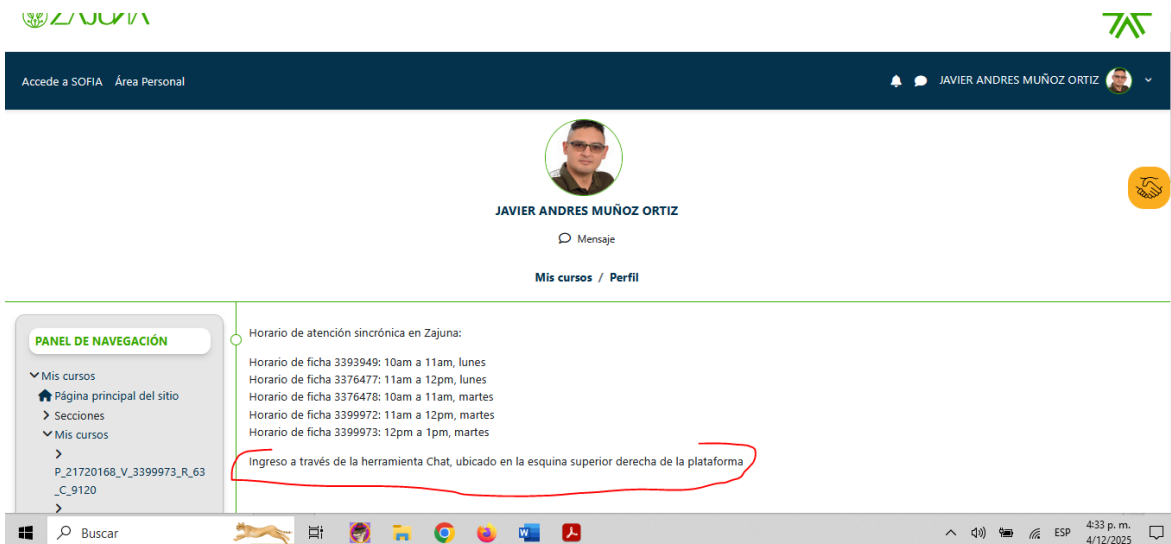 ZAJUNA
Accede a SOFIA Área Personal
JAVIER ANDRES MUÑOZ ORTIZ
JAVIER ANDRES MUÑOZ ORTIZ
Mensaje
Mis cursos / Perfil
PANEL DE NAVEGACIÓN
Mis cursos
Página principal del sitio
Secciones
Mis cursos
P_21720168_V_3399973_R_63
_C_9120
Horario de atención sincrónica en Zajuna:
Horario de ficha 3393949: 10am a 11am, lunes
Horario de ficha 3376477: 11am a 12pm, lunes
Horario de ficha 3376478: 10am a 11am, martes
Horario de ficha 3399972: 11am a 12pm, martes
Horario de ficha 3399973: 12pm a 1pm, martes
Ingreso a través de la herramienta Chat, ubicado en la esquina superior derecha de la plataforma
Buscar
ESP
4:33 p. m.
4/12/2025